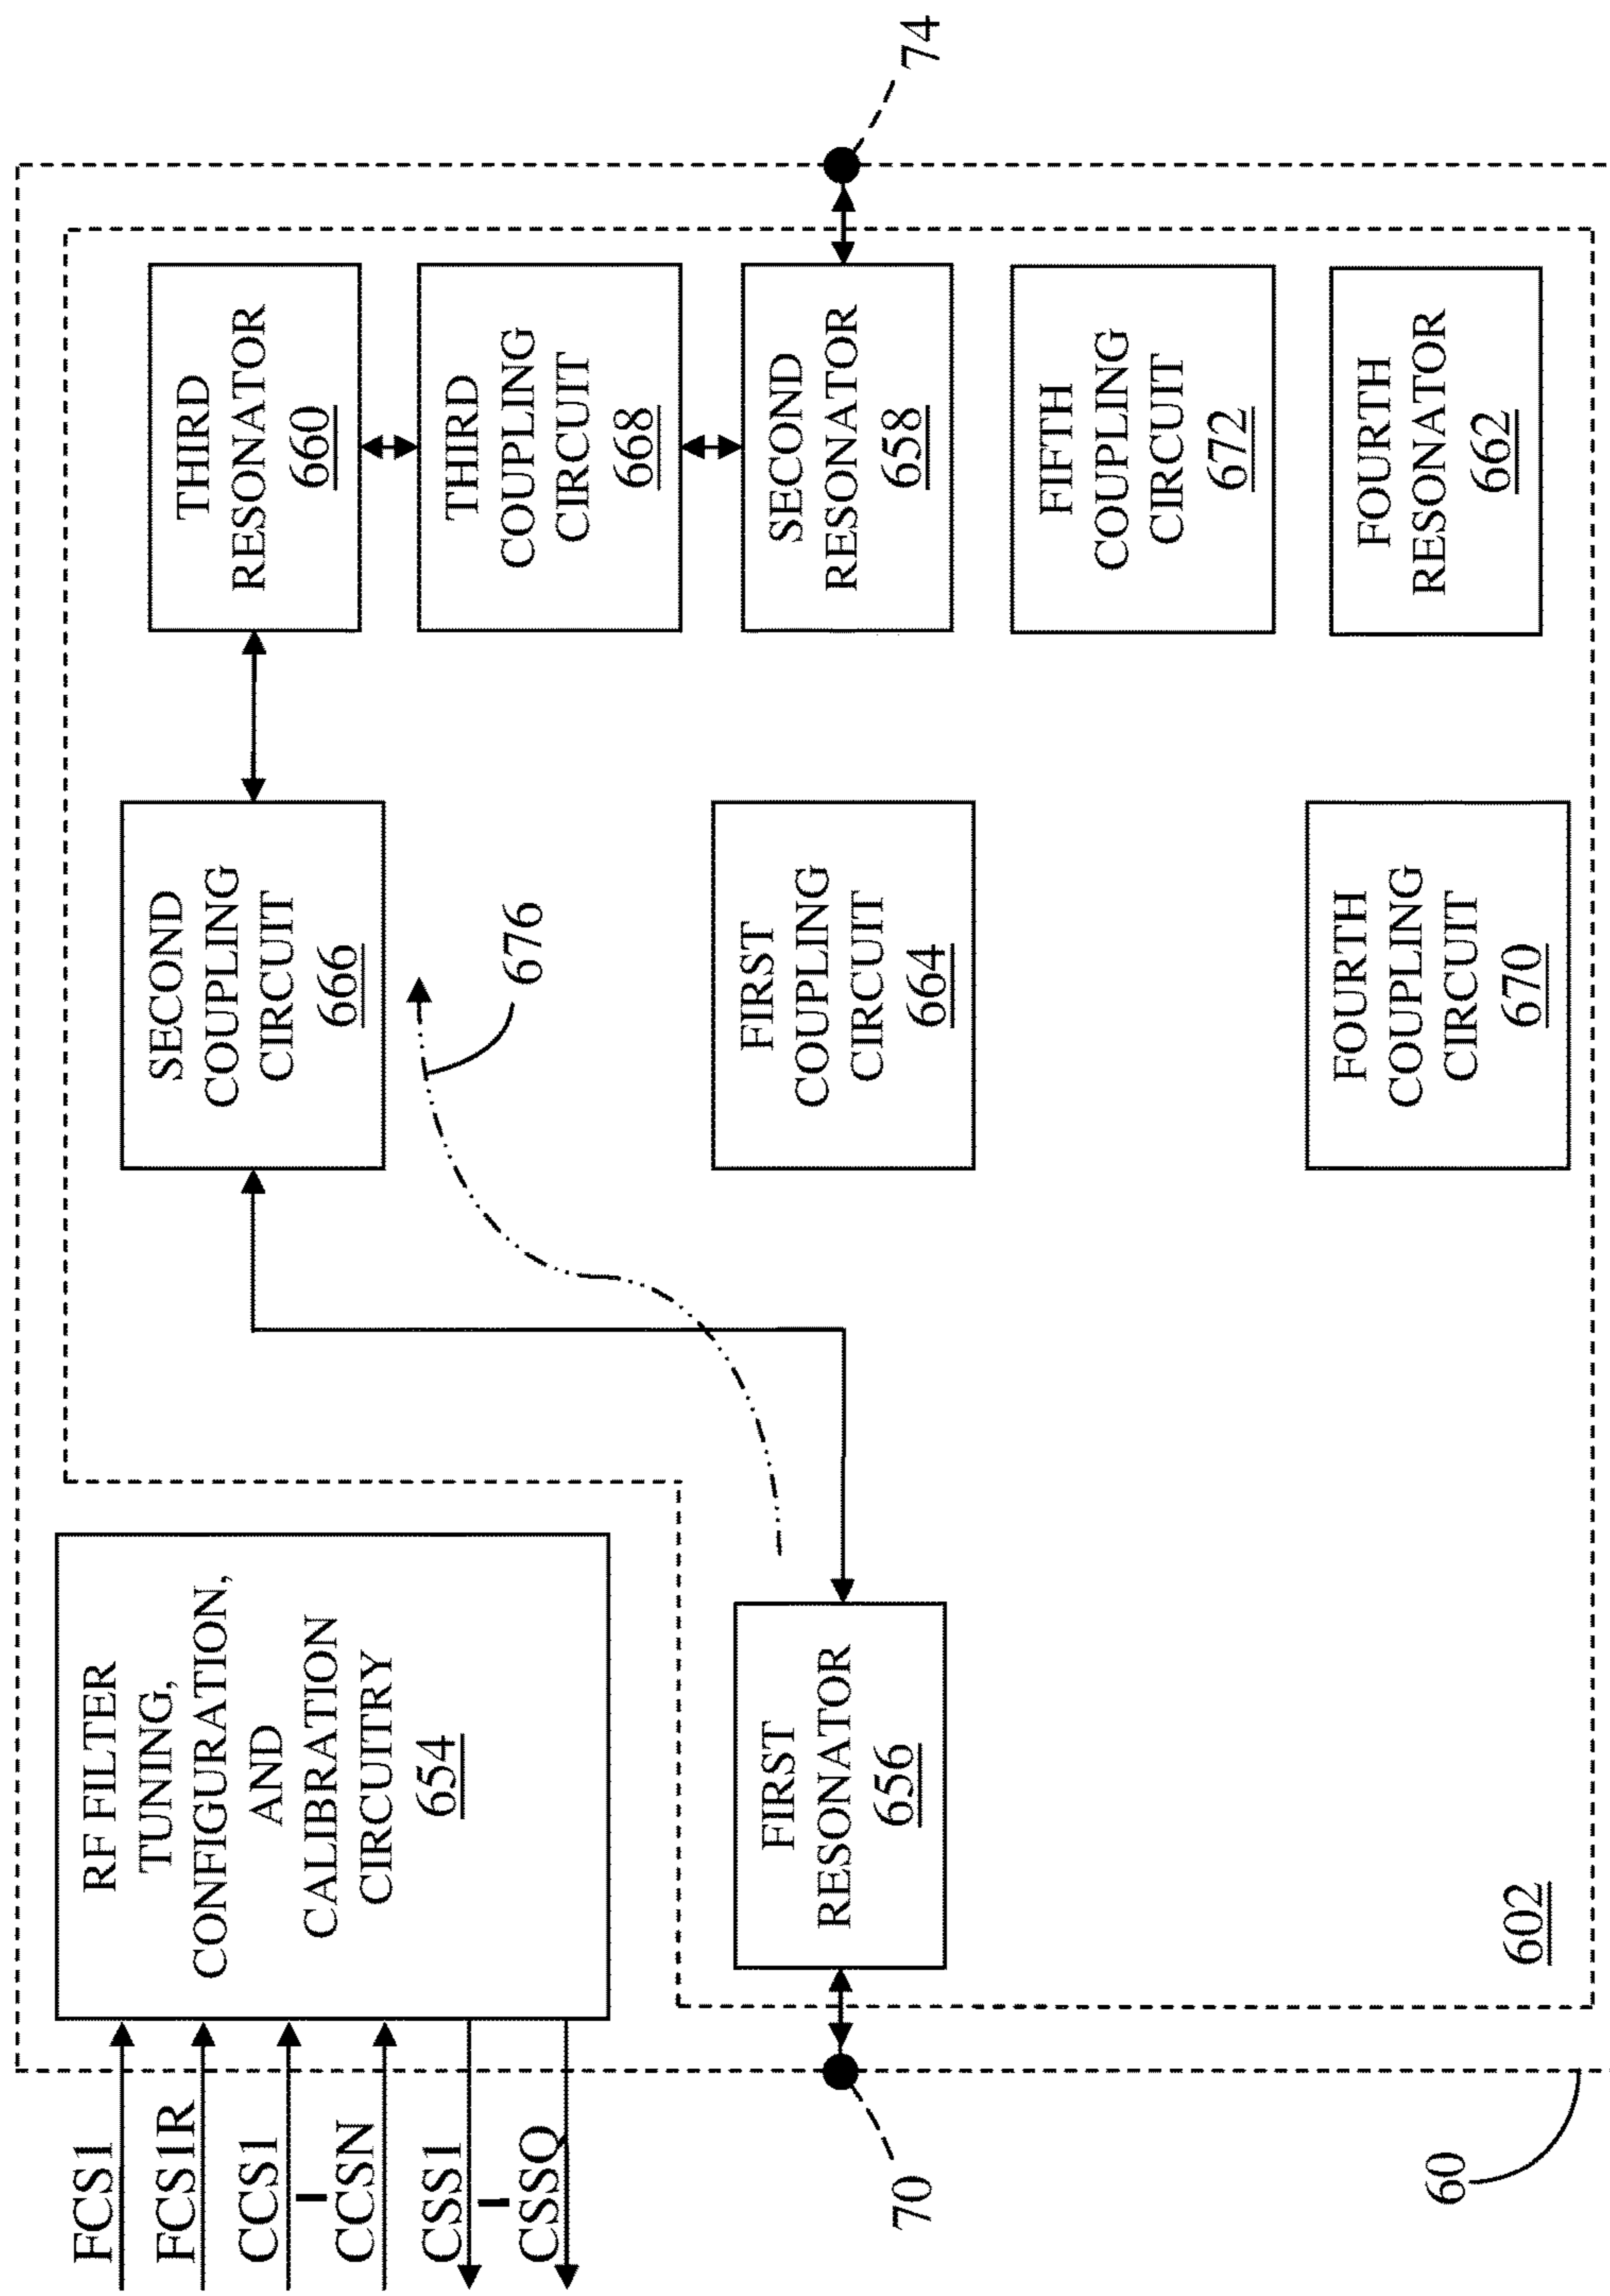 FCS1
FCS1R
CCS1
CCSN
CSS1
CSSQ
RF FILTER
TUNING,
CONFIGURATION,
AND
CALIBRATION
CIRCUITRY
654
SECOND
COUPLING
CIRCUIT
666
THIRD
RESONATOR
660
676
THIRD
COUPLING
CIRCUIT
668
70
FIRST
RESONATOR
656
FIRST
COUPLING
CIRCUIT
664
SECOND
RESONATOR
658
74
FIFTH
COUPLING
CIRCUIT
672
60
602
FOURTH
COUPLING
CIRCUIT
670
FOURTH
RESONATOR
662